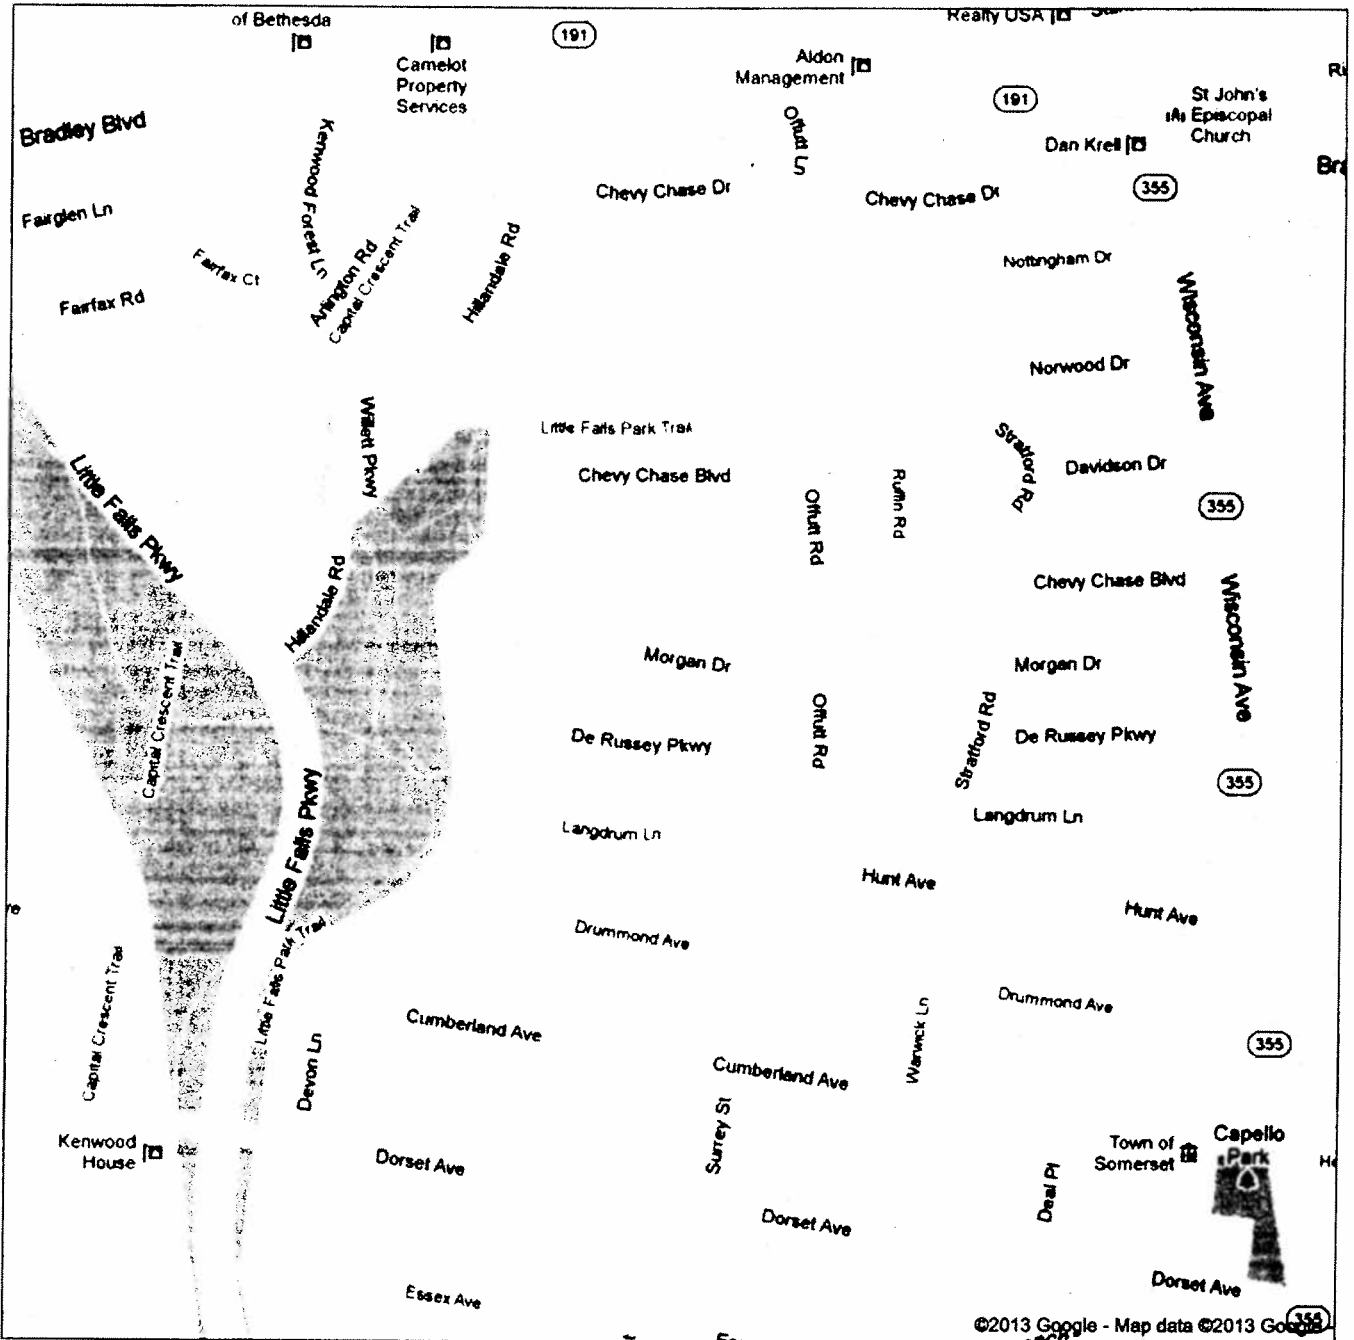 of Bethesda
Camelot
Property
Services
191
Realty USA
Aldon
Management
191
St John's
Episcopal
Church
Dan Krell
355
Bradley Blvd
Kenwood Forest Ln
Offutt Ln
Chevy Chase Dr
Chevy Chase Dr
Fairglen Ln
Fairfax Ct
Fairfax Rd
Arlington Rd
Capital Crescent Trail
Hillandale Rd
Nottingham Dr
Wisconsin Ave
Norwood Dr
Willett Pkwy
Little Falls Park Trail
Chevy Chase Blvd
Stratford Rd
Davidson Dr
Little Falls Pkwy
Offutt Rd
Ruffin Rd
355
Hillandale Rd
Chevy Chase Blvd
Wisconsin Ave
Capital Crescent Trail
Morgan Dr
Morgan Dr
Offutt Rd
Stratford Rd
De Russey Pkwy
De Russey Pkwy
355
Little Falls Pkwy
Langdrum Ln
Langdrum Ln
Hunt Ave
Hunt Ave
Drummond Ave
Little Falls Park Trail
Capital Crescent Trail
Drummond Ave
Cumberland Ave
Warwick Ln
355
Devon Ln
Cumberland Ave
Surrey St
Kenwood
House
Dorset Ave
Town of
Somerset
Capello
Park
Deal Pl
Dorset Ave
Dorset Ave
Essex Ave
355
©2013 Google - Map data ©2013 Google